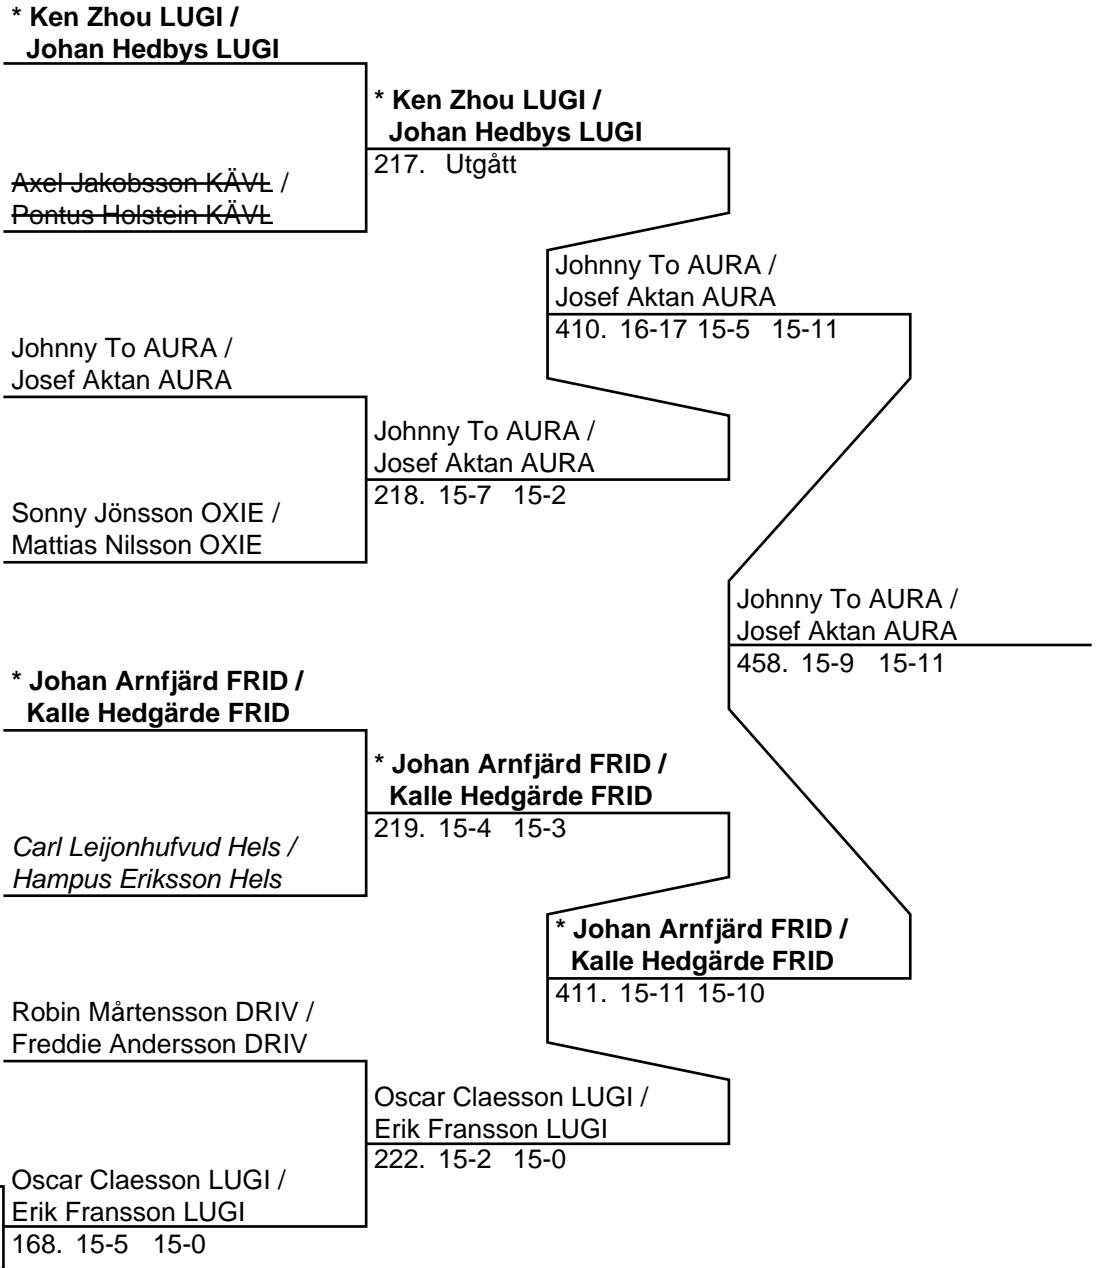 * Ken Zhou LUGI /
Johan Hedbys LUGI
* Ken Zhou LUGI /
Johan Hedbys LUGI
217. Utgått
Axel Jakobsson KÄVL /
Pontus Holstein KÄVL
Johnny To AURA /
Josef Aktan AURA
410. 16-17 15-5 15-11
Johnny To AURA /
Josef Aktan AURA
Johnny To AURA /
Josef Aktan AURA
218. 15-7 15-2
Sonny Jönsson OXIE /
Mattias Nilsson OXIE
Johnny To AURA /
Josef Aktan AURA
458. 15-9 15-11
* Johan Arnfjärd FRID /
Kalle Hedgärde FRID
* Johan Arnfjärd FRID /
Kalle Hedgärde FRID
219. 15-4 15-3
Carl Leijonhufvud Hels /
Hampus Eriksson Hels
* Johan Arnfjärd FRID /
Kalle Hedgärde FRID
411. 15-11 15-10
Robin Mårtensson DRIV /
Freddie Andersson DRIV
Oscar Claesson LUGI /
Erik Fransson LUGI
222. 15-2 15-0
Oscar Claesson LUGI /
Erik Fransson LUGI
168. 15-5 15-0